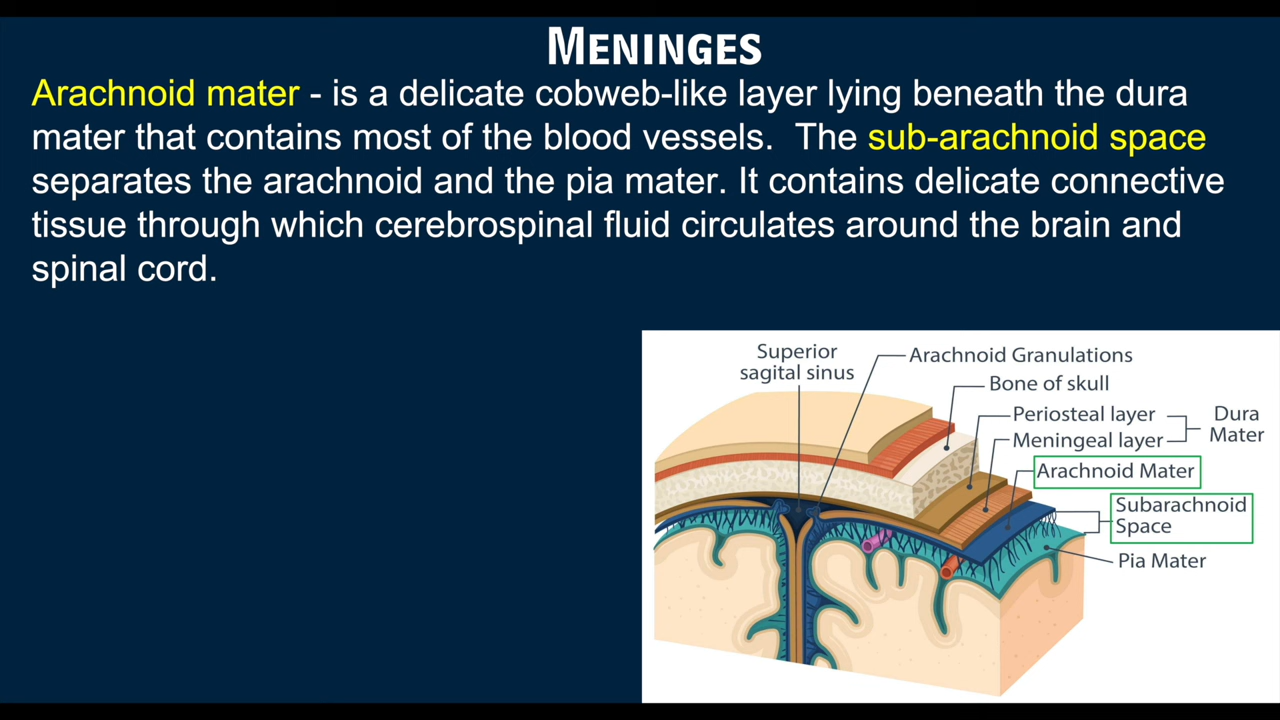 MENINGES
Arachnoid mater - is a delicate cobweb-like layer lying beneath the dura
mater that contains most of the blood vessels.  The sub-arachnoid space
separates the arachnoid and the pia mater. It contains delicate connective
tissue through which cerebrospinal fluid circulates around the brain and
spinal cord.
Superior
sagital sinus
Arachnoid Granulations
Bone of skull
Periosteal layer
Meningeal layer
Dura
Mater
Arachnoid Mater
Subarachnoid
Space
Pia Mater